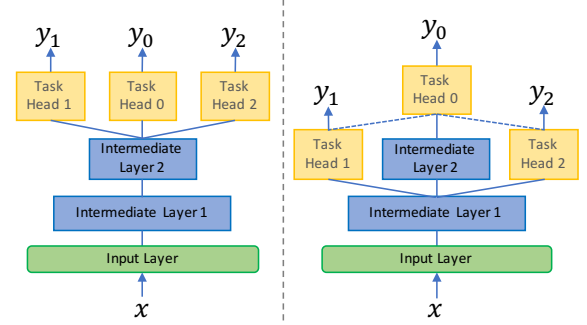 y₁ y₀ y₂
Task Head 1
Task Head 0
Task Head 2
Intermediate
Layer 2
Intermediate Layer 1
Input Layer
x
y₀
Task
Head 0
y₁ y₂
Task
Head 1
Intermediate
Layer 2
Task
Head 2
Intermediate Layer 1
Input Layer
x